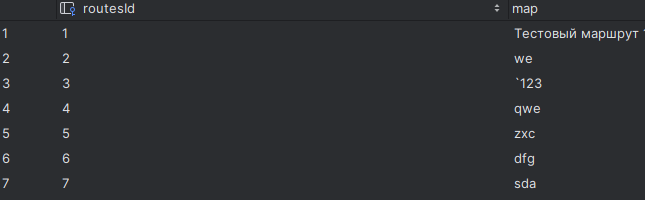 routesId map
1 1 Тестовый маршрут
2 2 we
3 3 `123
4 4 qwe
5 5 zxc
6 6 dfg
7 7 sda